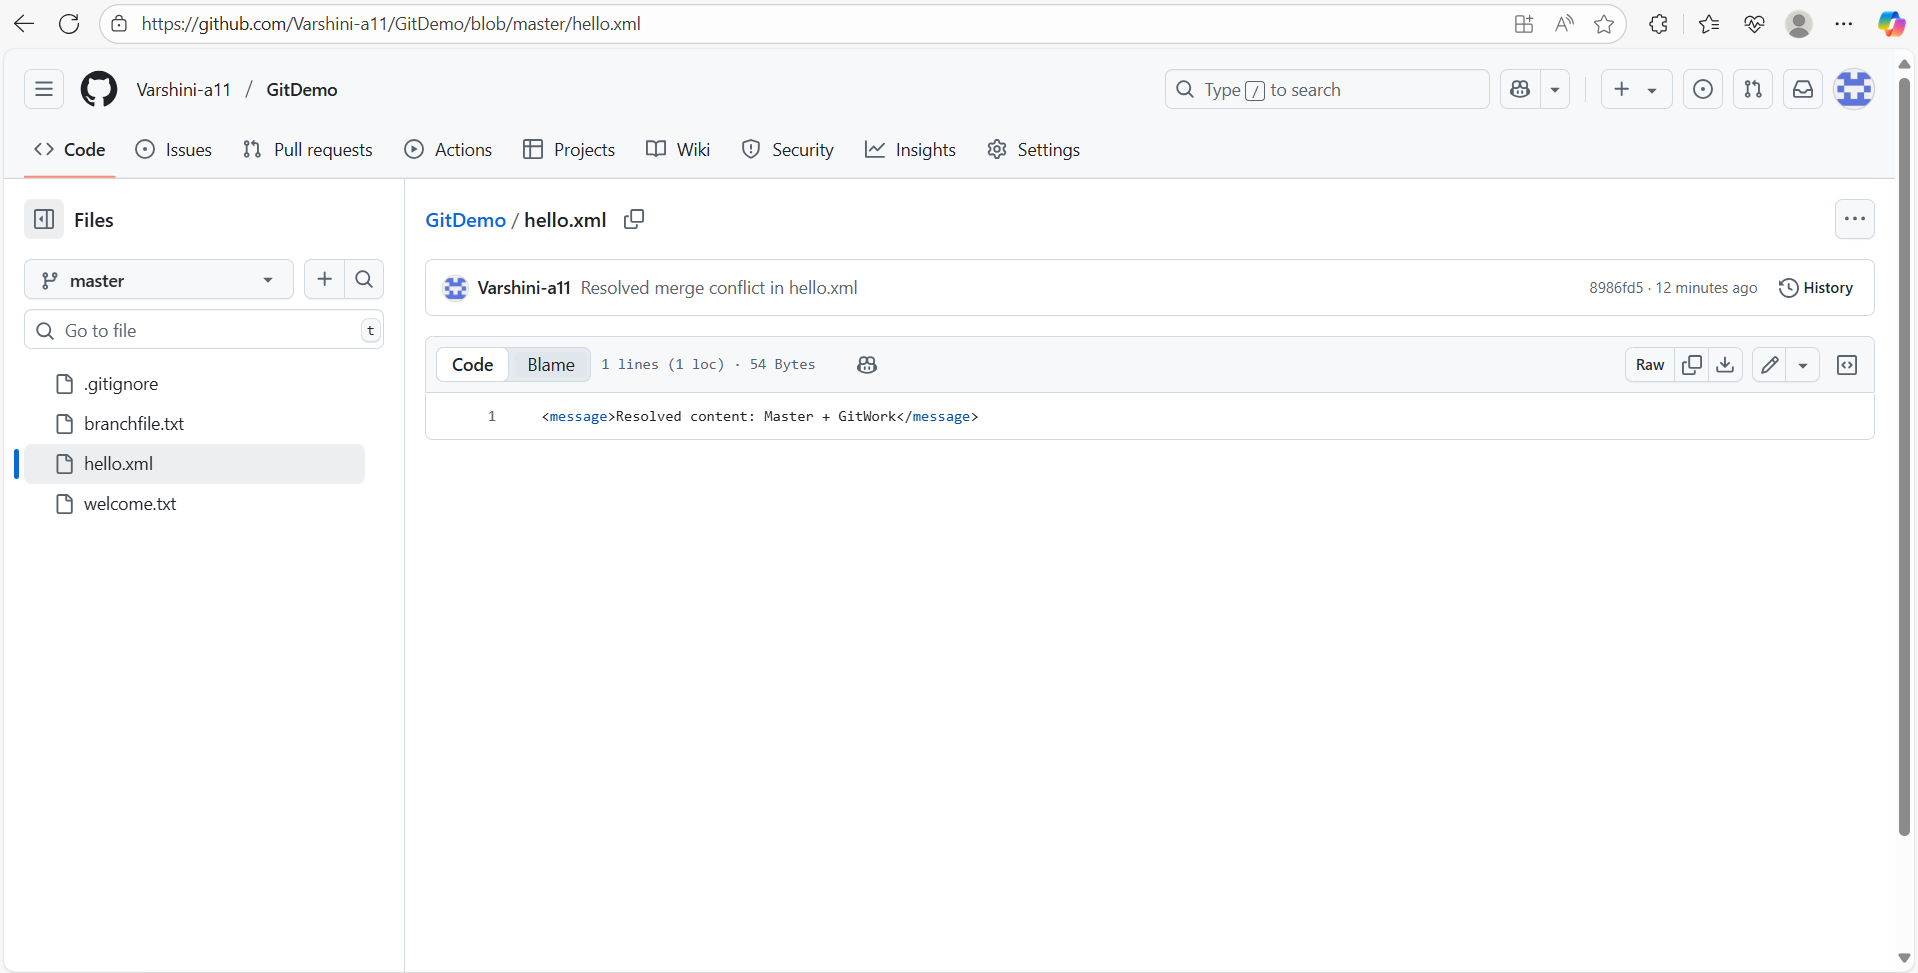 https://github.com/Varshini-a11/GitDemo/blob/master/hello.xml
Varshini-a11 / GitDemo
Type / to search
Code Issues Pull requests Actions Projects Wiki Security Insights Settings
Files
master
Go to file t
.gitignore
branchfile.txt
hello.xml
welcome.txt
GitDemo / hello.xml
Varshini-a11 Resolved merge conflict in hello.xml 8986fd5 · 12 minutes ago History
Code Blame 1 lines (1 loc) · 54 Bytes Raw
1 <message>Resolved content: Master + GitWork</message>